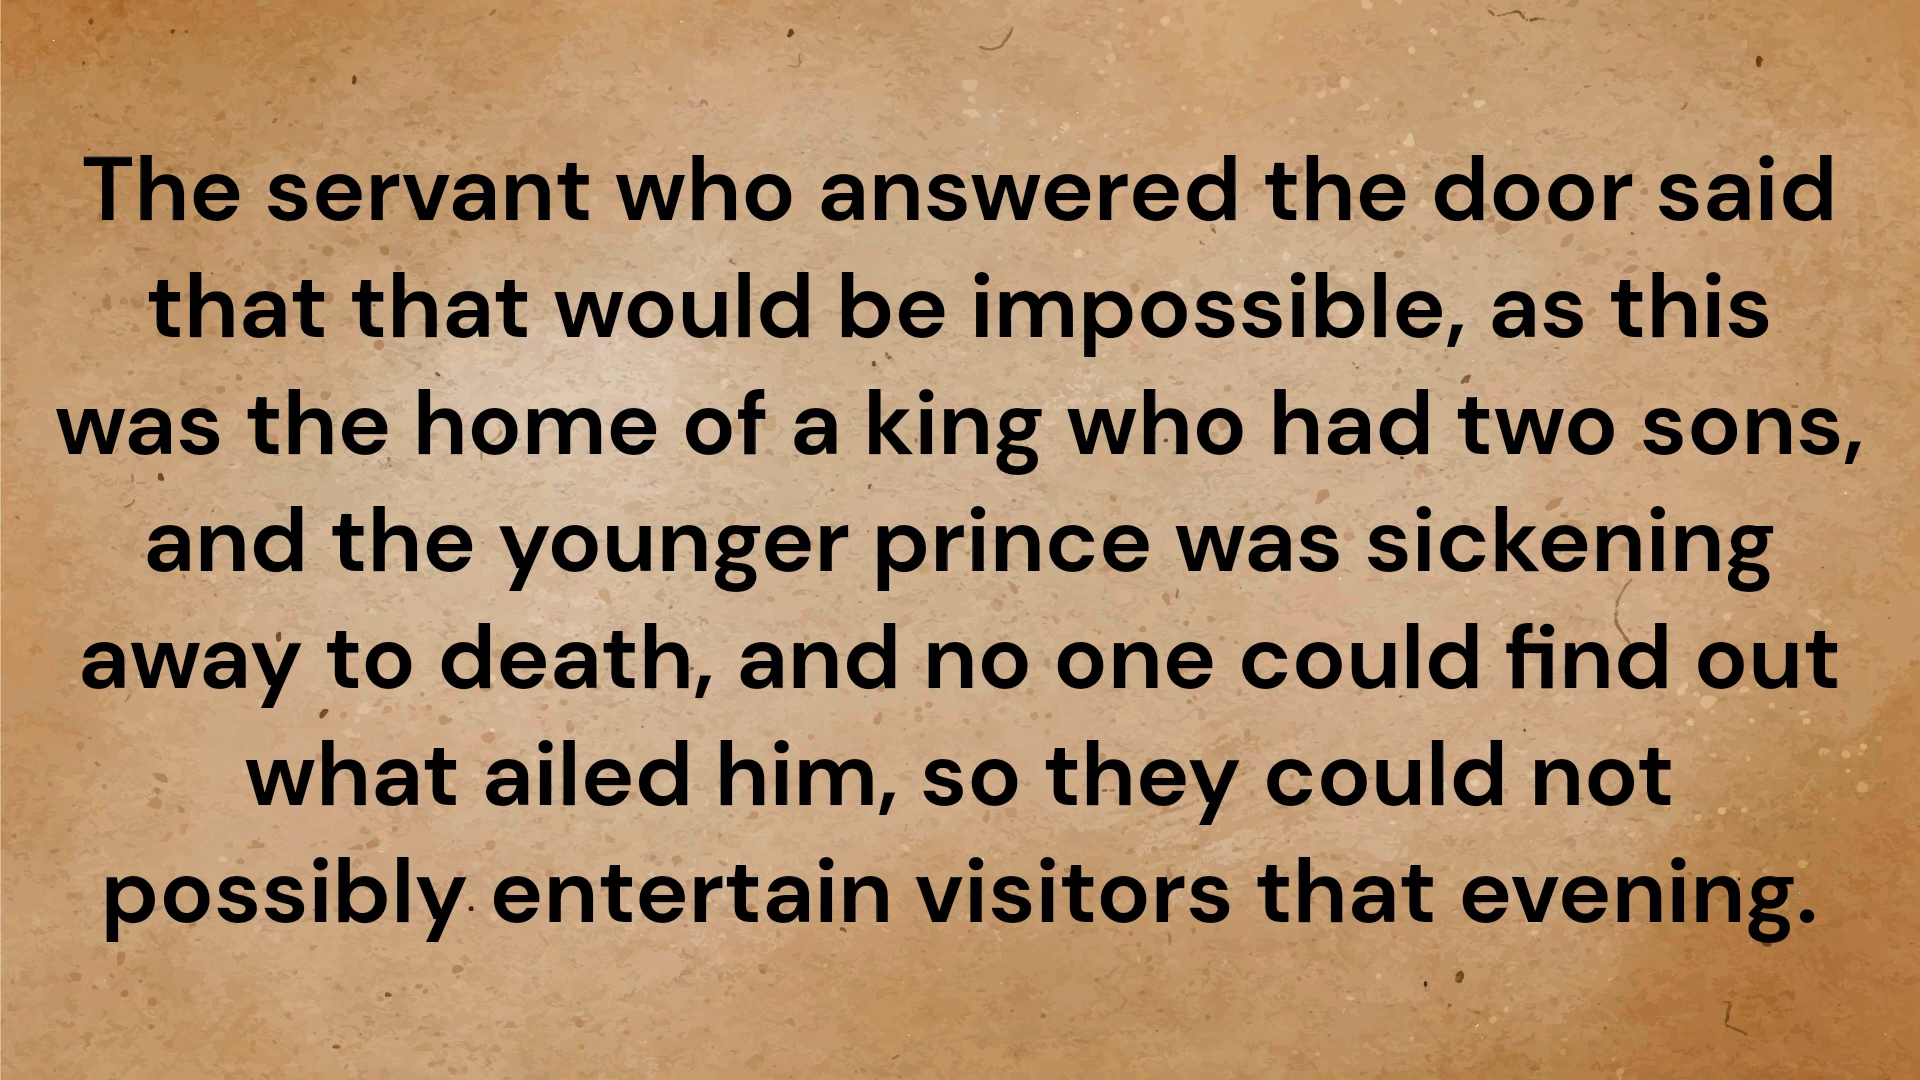 The servant who answered the door said
that that would be impossible, as this
was the home of a king who had two sons,
and the younger prince was sickening
away to death, and no one could find out
what ailed him, so they could not
possibly entertain visitors that evening.